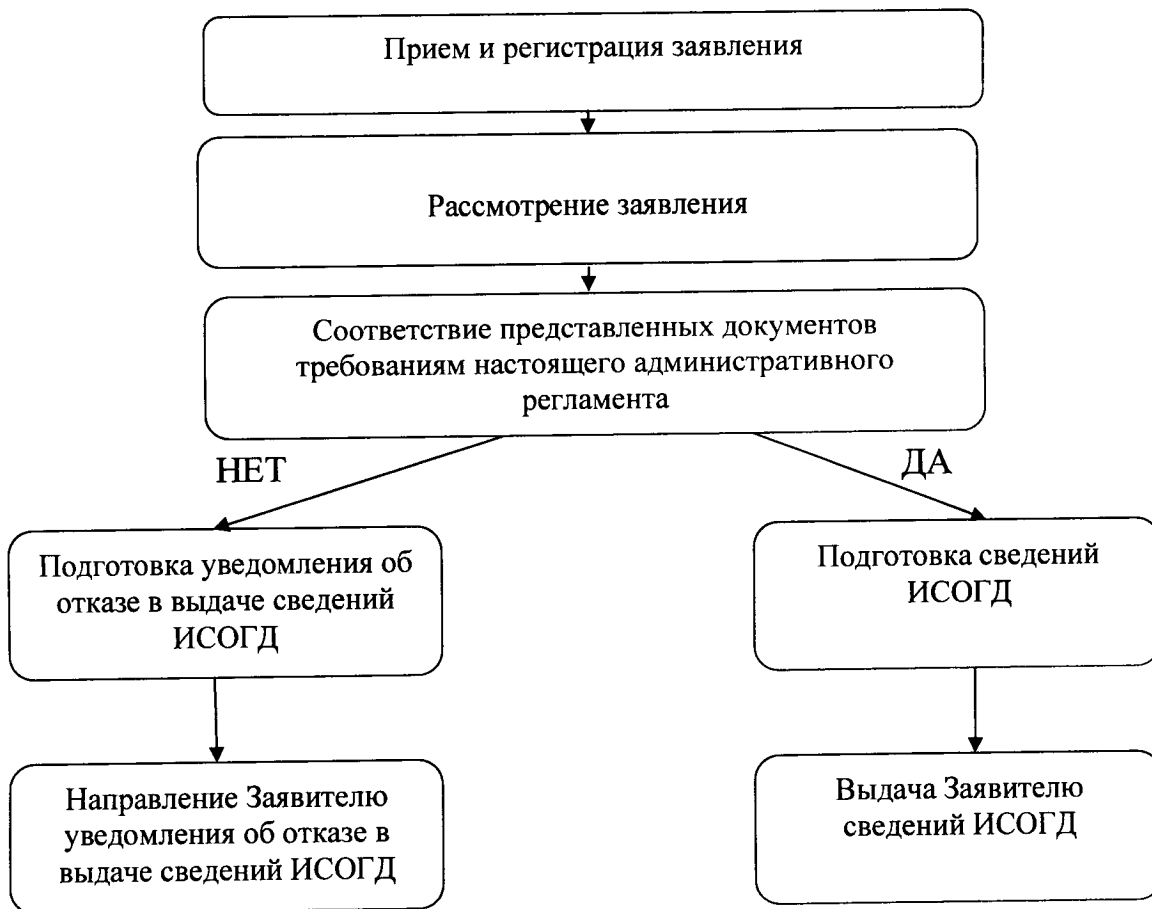 Прием и регистрация заявления
Рассмотрение заявления
Соответствие представленных документов
требованиям настоящего административного
регламента
НЕТ
ДА
Подготовка уведомления об
отказе в выдаче сведений
ИСОГД
Подготовка сведений
ИСОГД
Направление Заявителю
уведомления об отказе в
выдаче сведений ИСОГД
Выдача Заявителю
сведений ИСОГД